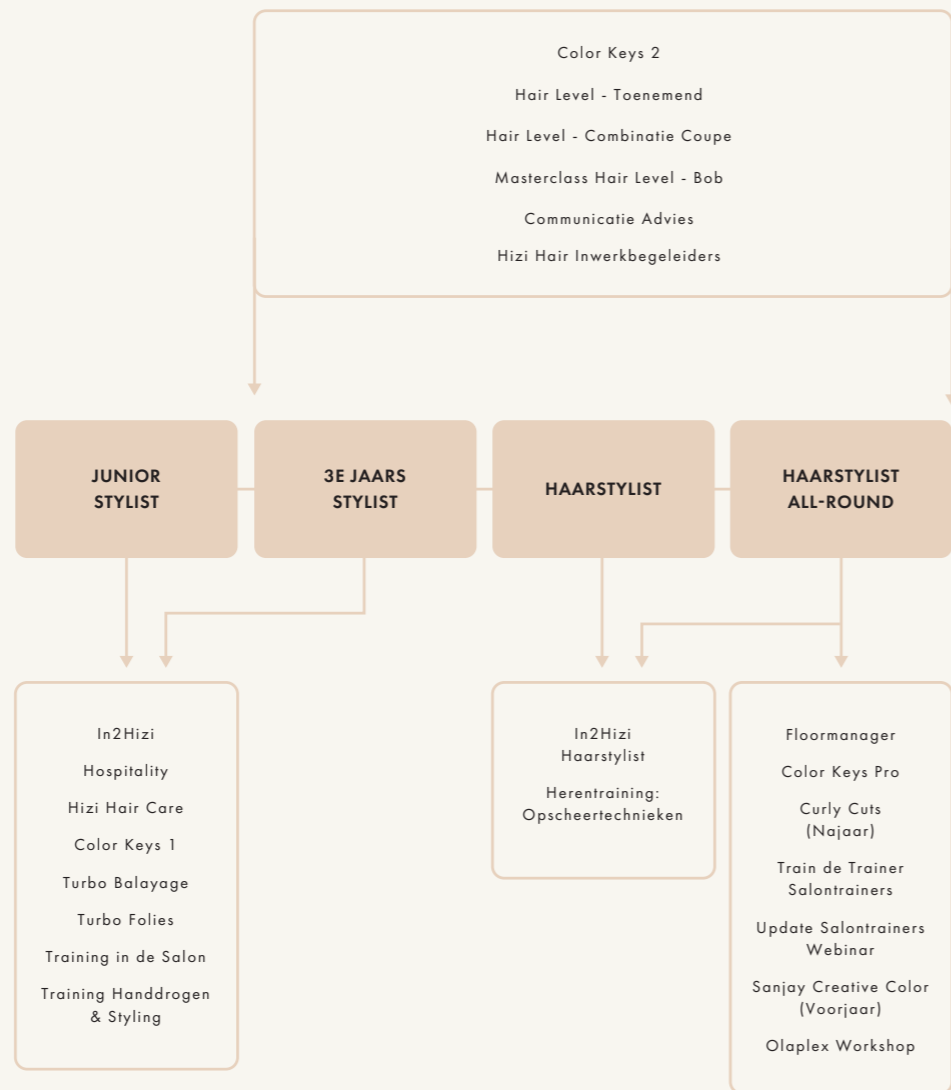 Color Keys 2
Hair Level - Toenemend
Hair Level - Combinatie Coupe
Masterclass Hair Level - Bob
Communicatie Advies
Hizi Hair Inwerkbegeleiders
JUNIOR
STYLIST
3E JAARS
STYLIST
HAARSTYLIST
HAARSTYLIST
ALL-ROUND
In2Hizi
Hospitality
Hizi Hair Care
Color Keys 1
Turbo Balayage
Turbo Folies
Training in de Salon
Training Handdrogen
& Styling
In2Hizi
Haarstylist
Herentraining:
Opscheertechnieken
Floormanager
Color Keys Pro
Curly Cuts
(Najaar)
Train de Trainer
Salontrainers
Update Salontrainers
Webinar
Sanjay Creative Color
(Voorjaar)
Olaplex Workshop